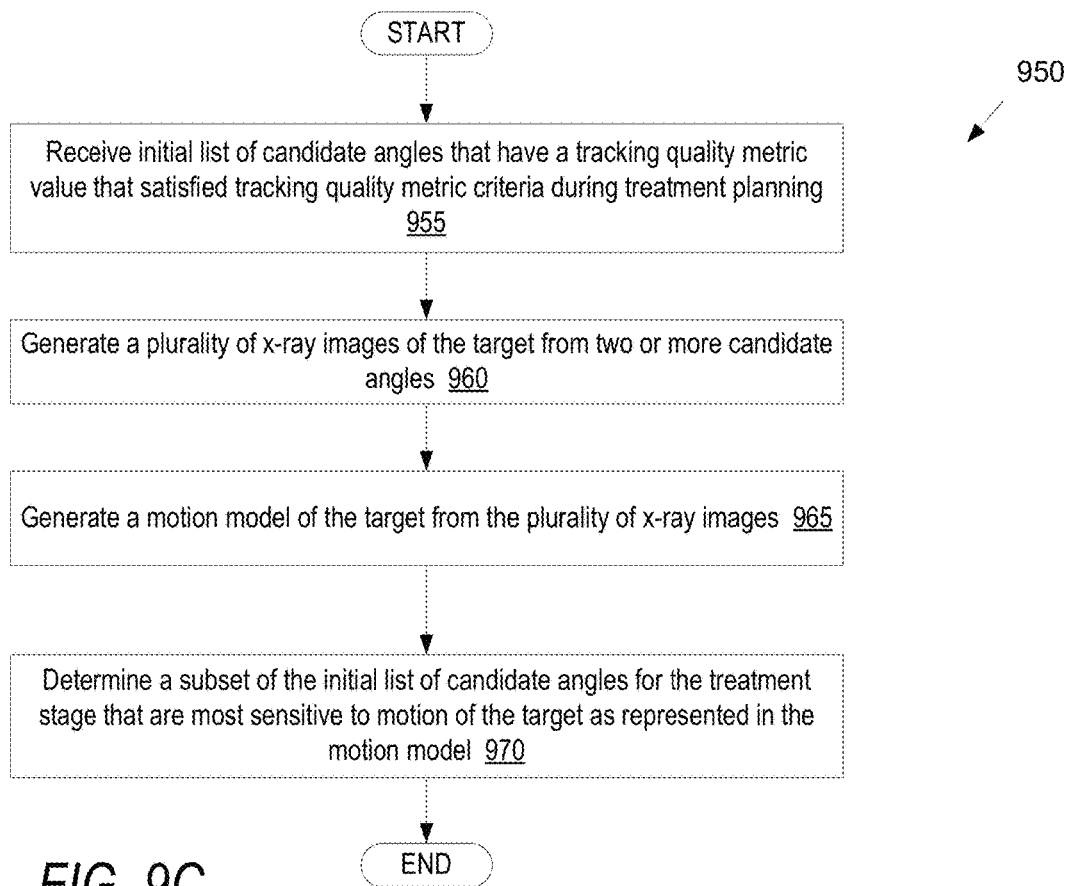 START
950
Receive initial list of candidate angles that have a tracking quality metric
value that satisfied tracking quality metric criteria during treatment planning
955
Generate a plurality of x-ray images of the target from two or more candidate
angles 960
Generate a motion model of the target from the plurality of x-ray images 965
Determine a subset of the initial list of candidate angles for the treatment
stage that are most sensitive to motion of the target as represented in the
motion model 970
END
FIG. 9C